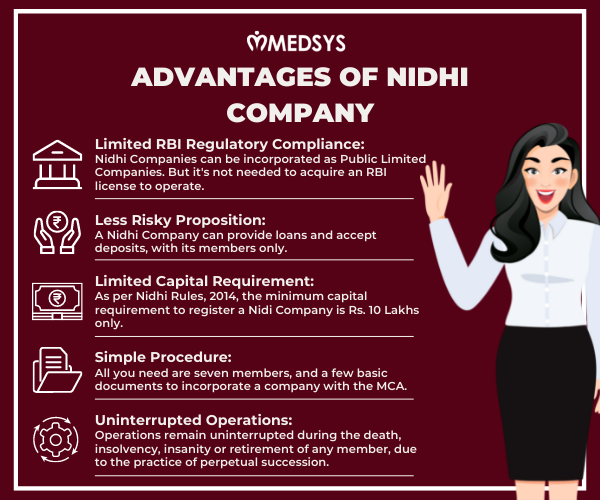 MEDSYS
ADVANTAGES OF NIDHI
COMPANY
Limited RBI Regulatory Compliance:
Nidhi Companies can be incorporated as Public Limited
Companies. But it's not needed to acquire an RBI
license to operate.
Less Risky Proposition:
A Nidhi Company can provide loans and accept
deposits, with its members only.
Limited Capital Requirement:
As per Nidhi Rules, 2014, the minimum capital
requirement to register a Nidi Company is Rs. 10 Lakhs
only.
Simple Procedure:
All you need are seven members, and a few basic
documents to incorporate a company with the MCA.
Uninterrupted Operations:
Operations remain uninterrupted during the death,
insolvency, insanity or retirement of any member, due
to the practice of perpetual succession.